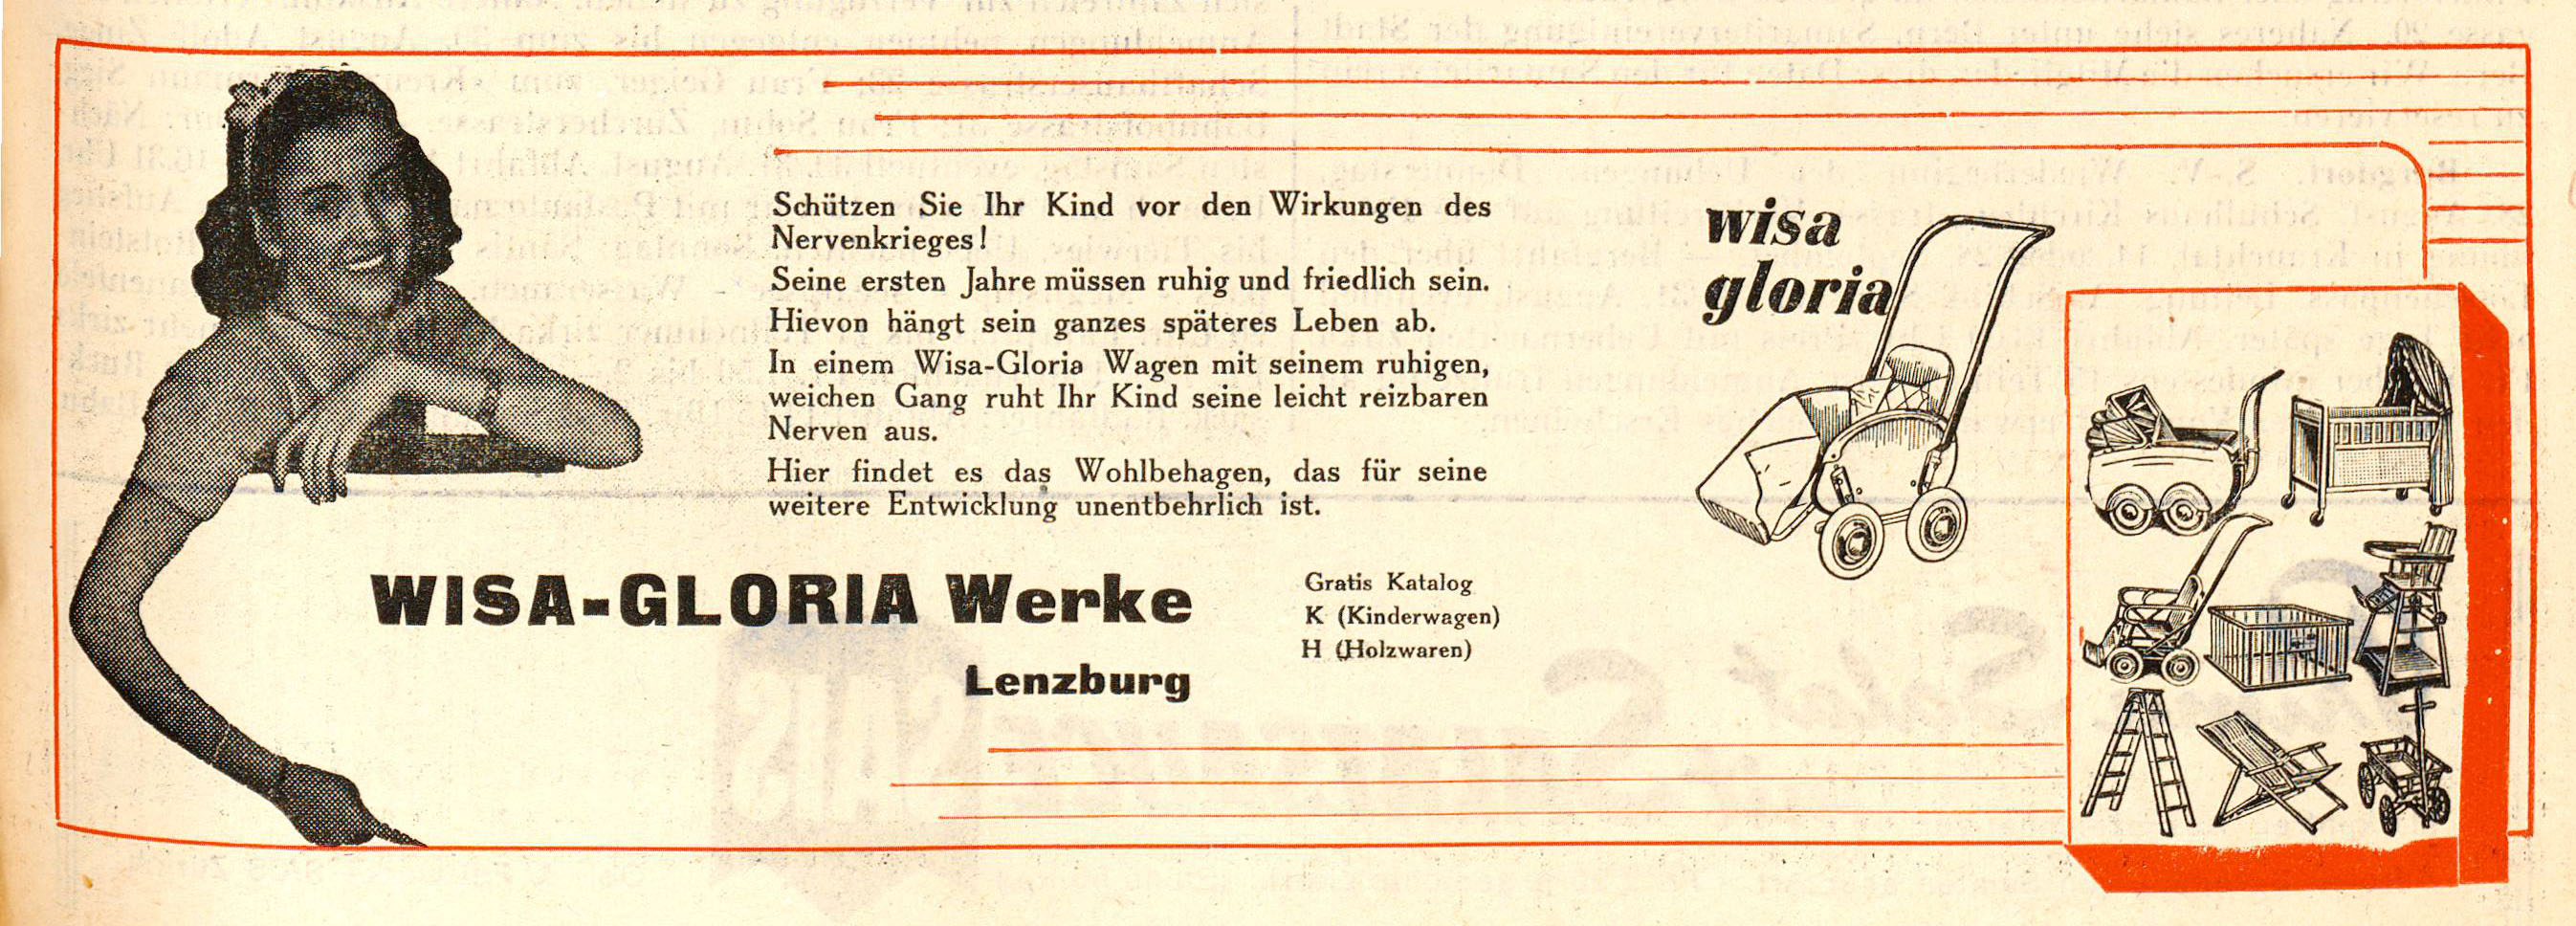 Schützen Sie Ihr Kind vor den Wirkungen des
Nervenkrieges!
Seine ersten Jahre müssen ruhig und friedlich sein.
Hievon hängt sein ganzes späteres Leben ab.
In einem Wisa-Gloria Wagen mit seinem ruhigen,
weichen Gang ruht Ihr Kind seine leicht reizbaren
Nerven aus.
Hier findet es das Wohlbehagen, das für seine
weitere Entwicklung unentbehrlich ist.
WISA-GLORIA Werke
Lenzburg
Gratis Katalog
K (Kinderwagen)
H (Holzwaren)
wisa
gloria